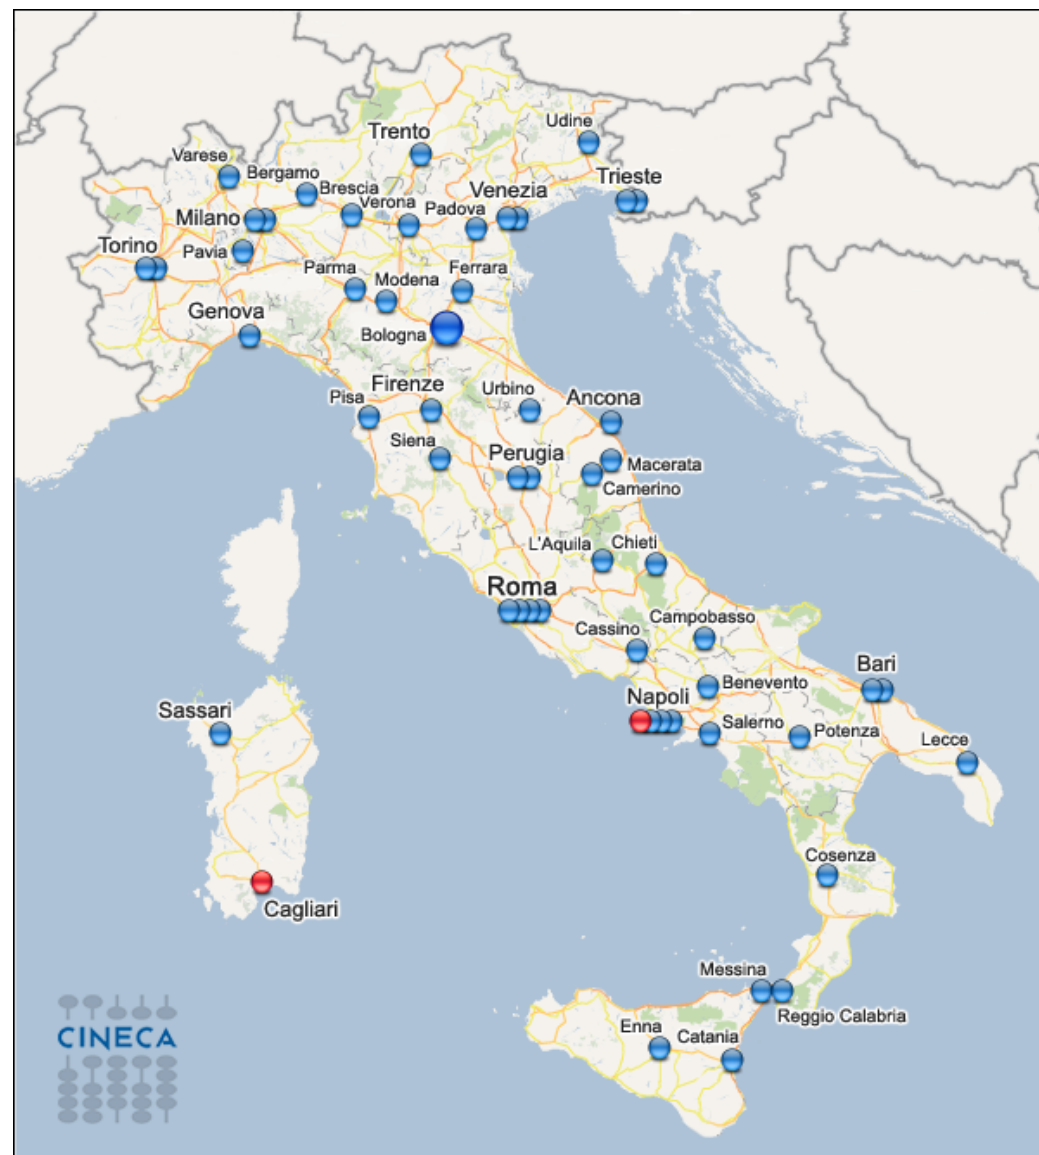 Udine
Trento
Varese
Bergamo
Trieste
Brescia
Venezia
Verona
Padova
Milano
Torino
Pavia
Parma
Modena
Ferrara
Genova
Bologna
Firenze
Urbino
Pisa
Ancona
Siena
Perugia
Macerata
Camerino
L'Aquila
Chieti
Roma
Campobasso
Cassino
Bari
Benevento
Napoli
Sassari
Salerno
Potenza
Lecce
Cosenza
Cagliari
Messina
Reggio Calabria
Enna
Catania
CINECA